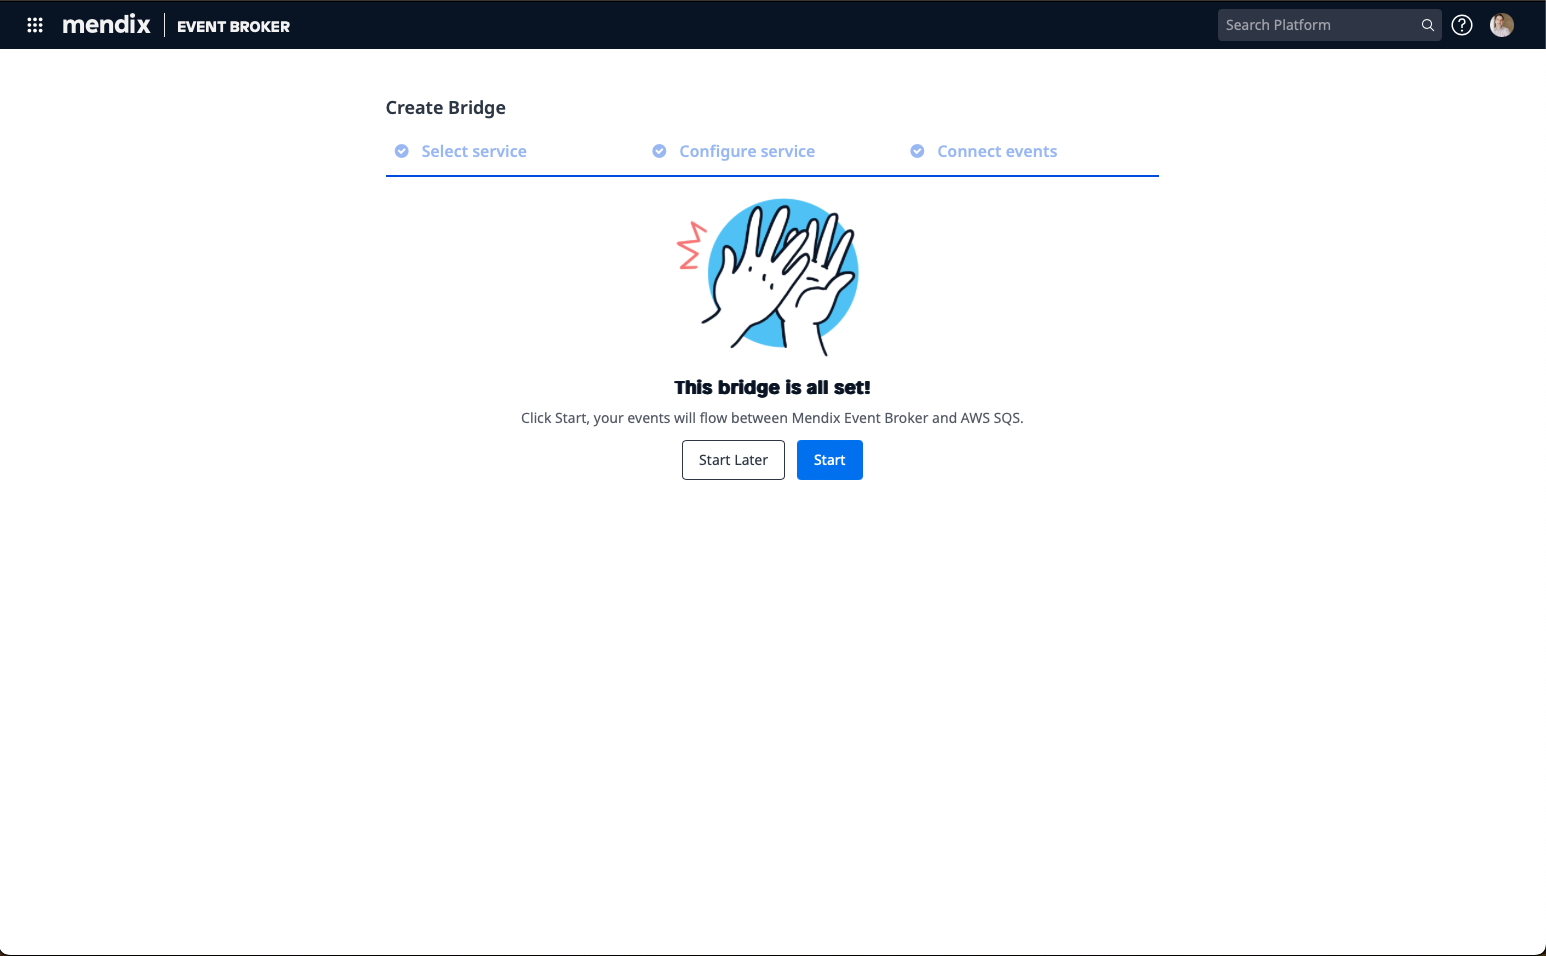 mendix EVENT BROKER
Search Platform
Create Bridge
Select service Configure service Connect events
This bridge is all set!
Click Start, your events will flow between Mendix Event Broker and AWS SQS.
Start Later Start